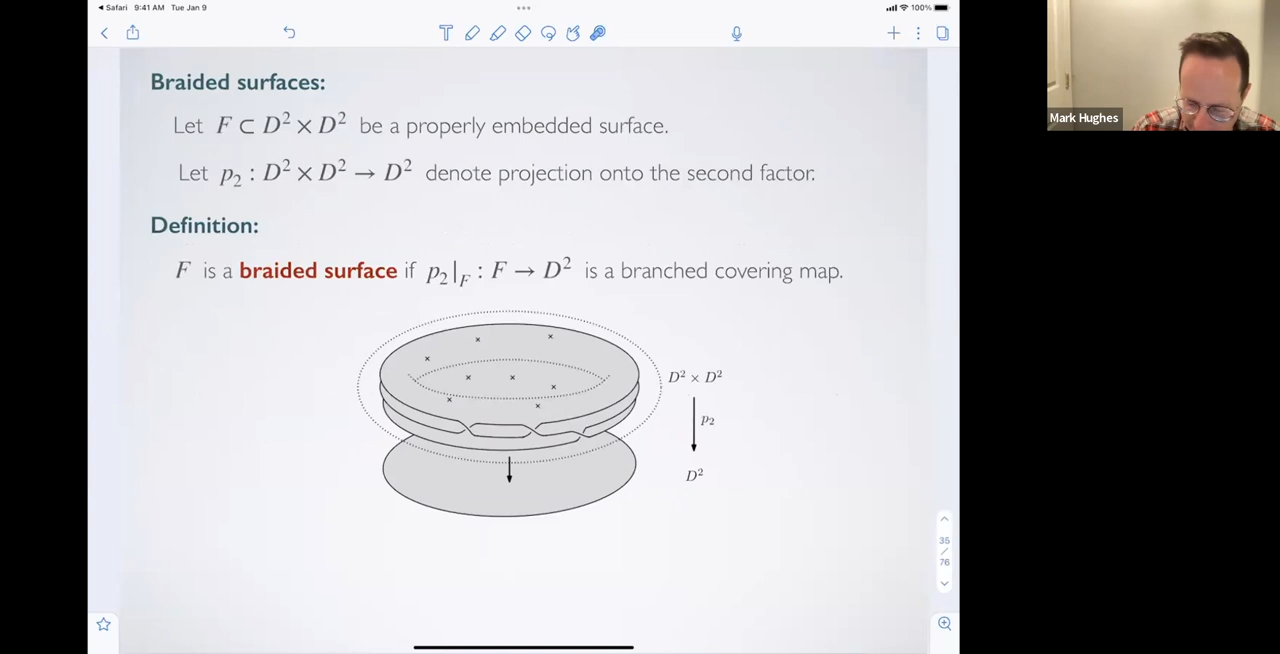 Safari 9:41 AM Tue Jan 9
100%
Mark Hughes
Braided surfaces:
Let F ⊂ D² × D² be a properly embedded surface.
Let p₂ : D² × D² → D² denote projection onto the second factor.
Definition:
F is a braided surface if p₂|_F : F → D² is a branched covering map.
D² × D²
p₂
D²
35
/
76